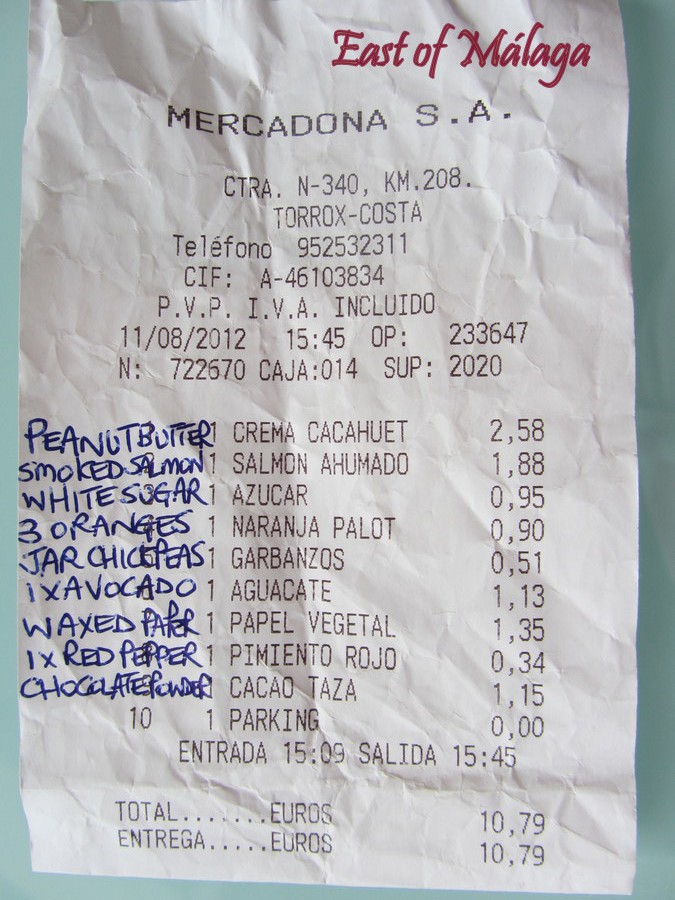 East of Málaga
MERCADONA S.A.
CTRA. N-340, KM.208.
TORROX-COSTA
Teléfono 952532311
CIF: A-46103834
P.V.P. I.V.A. INCLUIDO
11/08/2012 15:45 OP: 233647
N: 722670 CAJA:014 SUP: 2020
PEANUT BUTTER 1 CREMA CACAHUET 2,58
SMOKED SALMON 1 SALMON AHUMADO 1,88
WHITE SUGAR 1 AZUCAR 0,95
3 ORANGES 1 NARANJA PALOT 0,90
JAR CHICKPEAS 1 GARBANZOS 0,51
1 X AVOCADO 1 AGUACATE 1,13
WAXED PAPER 1 PAPEL VEGETAL 1,35
1 X RED PEPPER 1 PIMIENTO ROJO 0,34
CHOCOLATE POWDER 1 CACAO TAZA 1,15
10 1 PARKING 0,00
ENTRADA 15:09 SALIDA 15:45
TOTAL.......EUROS 10,79
ENTREGA.....EUROS 10,79